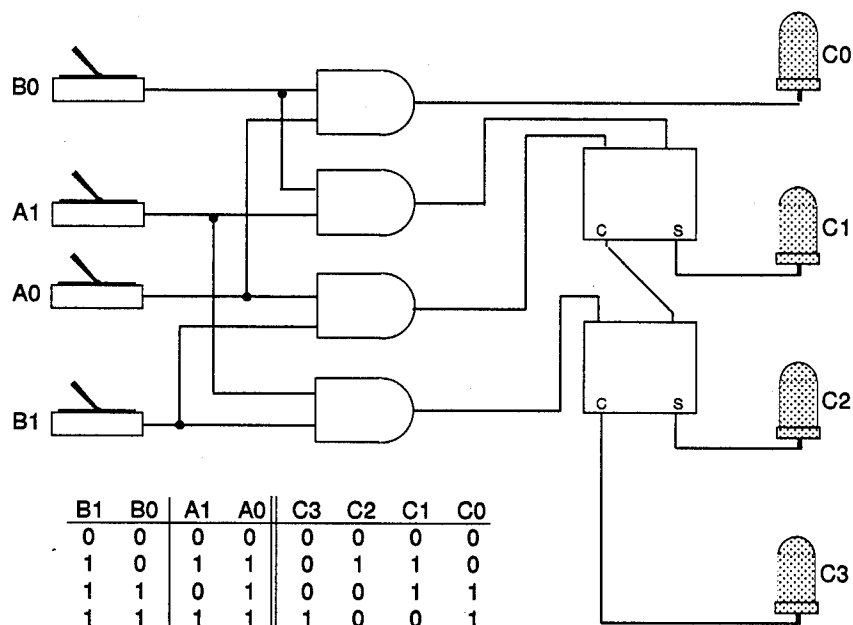 C0
B0
A1
C S
C1
A0
C S
C2
B1
B1 B0 A1 A0 C3 C2 C1 C0
0 0 0 0 0 0 0 0
1 0 1 1 0 1 1 0
1 1 0 1 0 0 1 1
1 1 1 1 1 0 0 1
C3